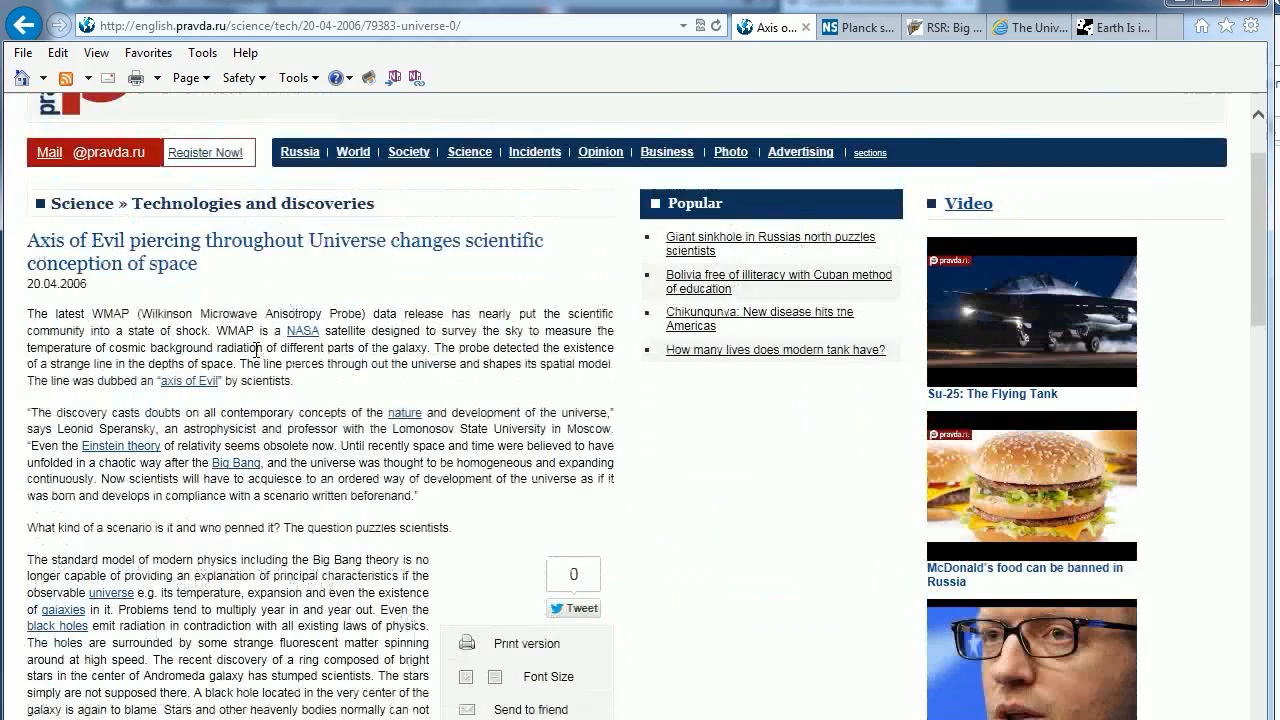 http://english.pravda.ru/science/tech/20-04-2006/79383-universe-0/
Axis o...
Planck s...
RSR: Big ...
The Univ...
Earth Is i...
File Edit View Favorites Tools Help
Page Safety Tools
Mail @pravda.ru Register Now!
Russia World Society Science Incidents Opinion Business Photo Advertising sections
Science » Technologies and discoveries
Axis of Evil piercing throughout Universe changes scientific
conception of space
20.04.2006
The latest WMAP (Wilkinson Microwave Anisotropy Probe) data release has nearly put the scientific
community into a state of shock. WMAP is a NASA satellite designed to survey the sky to measure the
temperature of cosmic background radiation of different parts of the galaxy. The probe detected the existence
of a strange line in the depths of space. The line pierces through out the universe and shapes its spatial model.
The line was dubbed an “axis of Evil” by scientists.
“The discovery casts doubts on all contemporary concepts of the nature and development of the universe,”
says Leonid Speransky, an astrophysicist and professor with the Lomonosov State University in Moscow.
“Even the Einstein theory of relativity seems obsolete now. Until recently space and time were believed to have
unfolded in a chaotic way after the Big Bang, and the universe was thought to be homogeneous and expanding
continuously. Now scientists will have to acquiesce to an ordered way of development of the universe as if it
was born and develops in compliance with a scenario written beforehand.”
What kind of a scenario is it and who penned it? The question puzzles scientists.
The standard model of modern physics including the Big Bang theory is no
longer capable of providing an explanation of principal characteristics if the
observable universe e.g. its temperature, expansion and even the existence
of galaxies in it. Problems tend to multiply year in and year out. Even the
black holes emit radiation in contradiction with all existing laws of physics.
The holes are surrounded by some strange fluorescent matter spinning
around at high speed. The recent discovery of a ring composed of bright
stars in the center of Andromeda galaxy has stumped scientists. The stars
simply are not supposed there. A black hole located in the very center of the
galaxy is again to blame. Stars and other heavenly bodies normally can not
0
Tweet
Print version
Font Size
Send to friend
Popular
Giant sinkhole in Russias north puzzles
scientists
Bolivia free of illiteracy with Cuban method
of education
Chikungunya: New disease hits the
Americas
How many lives does modern tank have?
Video
pravda.ru
Su-25: The Flying Tank
pravda.ru
McDonald's food can be banned in
Russia